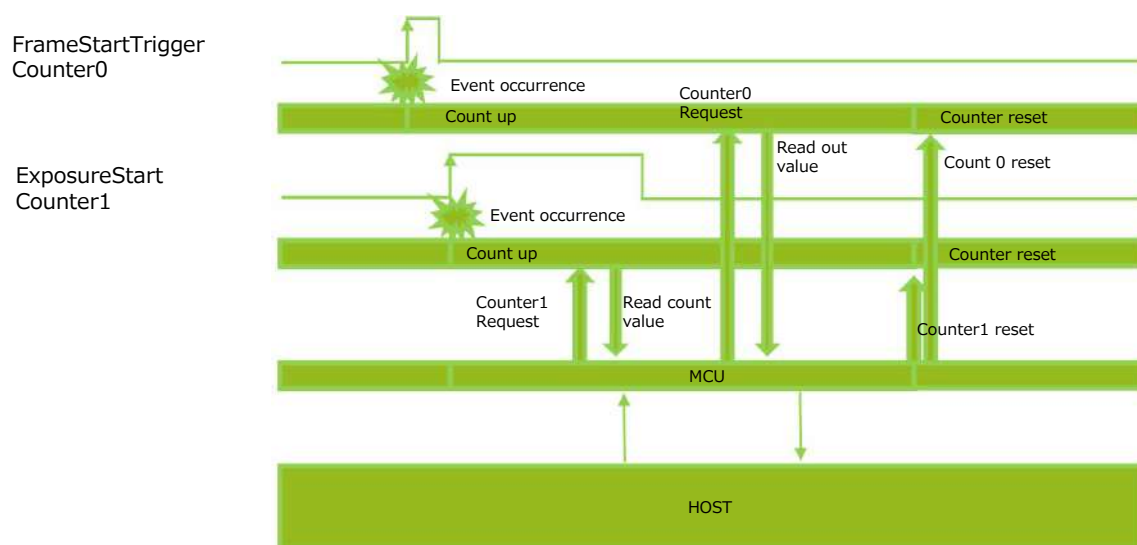 FrameStartTrigger
Counter0
Event occurrence
Counter0
Request
Count up
Counter reset
Read out
value
Count 0 reset
ExposureStart
Counter1
Event occurrence
Count up
Counter reset
Counter1
Request
Read count
value
Counter1 reset
MCU
HOST